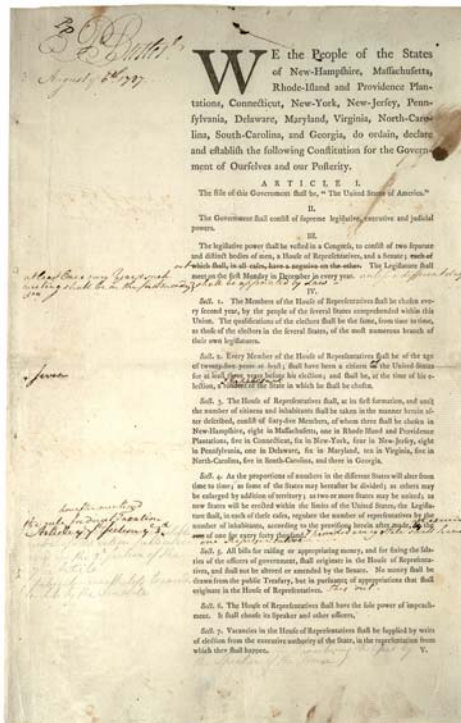 August 6th 1787
WE the People of the States
of New-Hampshire, Massachusetts,
Rhode-Island and Providence Plan-
tations, Connecticut, New-York, New-Jersey, Penn-
sylvania, Delaware, Maryland, Virginia, North-Caro-
lina, South-Carolina, and Georgia, do ordain, declare
and establish the following Constitution for the Govern-
ment of Ourselves and our Posterity.
ARTICLE I.
The stile of this Government shall be, "The United States of America."
II.
The Government shall consist of supreme legislative, executive and judicial
powers.
III.
The legislative power shall be vested in a Congress, to consist of two separate
and distinct bodies of men, a House of Representatives, and a Senate; each of
which shall, in all cases, have a negative on the other. The Legislature shall
meet on the first Monday in December in every year.
shall be appointed by law
IV.
Sect. 1. The Members of the House of Representatives shall be chosen every
every second year, by the people of the several States comprehended within this
Union. The qualifications of the electors shall be the same, from time to time,
as those of the electors in the several States, of the most numerous branch of
their own legislatures.
Sect. 2. Every Member of the House of Representatives shall be of the age
of twenty-five years at least; shall have been a citizen of the United States
seven
for at least three years before his election; and shall be, at the time of his elec-
tion, a resident of the State in which he shall be chosen.
Sect. 3. The House of Representatives shall, at its first formation, and until
the number of citizens and inhabitants shall be taken in the manner herein af-
ter described, consist of sixty-five Members, of whom three shall be chosen in
New-Hampshire, eight in Massachusetts, one in Rhode Island and Providence
Plantations, five in Connecticut, six in New-York, four in New-Jersey, eight
in Pennsylvania, one in Delaware, six in Maryland, ten in Virginia, five in
North-Carolina, five in South-Carolina, and three in Georgia.
Sect. 4. As the proportions of numbers in the different States will alter from
time to time; as some of the States may hereafter be divided; as others may
be enlarged by addition of territory; as two or more States may be united; as
new States will be erected within the limits of the United States, the Legisla-
ture shall, in each of these cases, regulate the number of representatives by the
number of inhabitants, according to the provisions herein after made, at the
rate of one for every forty thousand.
Sect. 5. All bills for raising or appropriating money, and for fixing the sala-
ries of the officers of government, shall originate in the House of Representa-
tives, and shall not be altered or amended by the Senate. No money shall be
drawn from the public Treasury, but in pursuance of appropriations that shall
originate in the House of Representatives.
Sect. 6. The House of Representatives shall have the sole power of impeach-
ment. It shall choose its Speaker and other officers.
Sect. 7. Vacancies in the House of Representatives shall be supplied by writs
of election from the executive authority of the State, in the representation from
which they shall happen.
V.